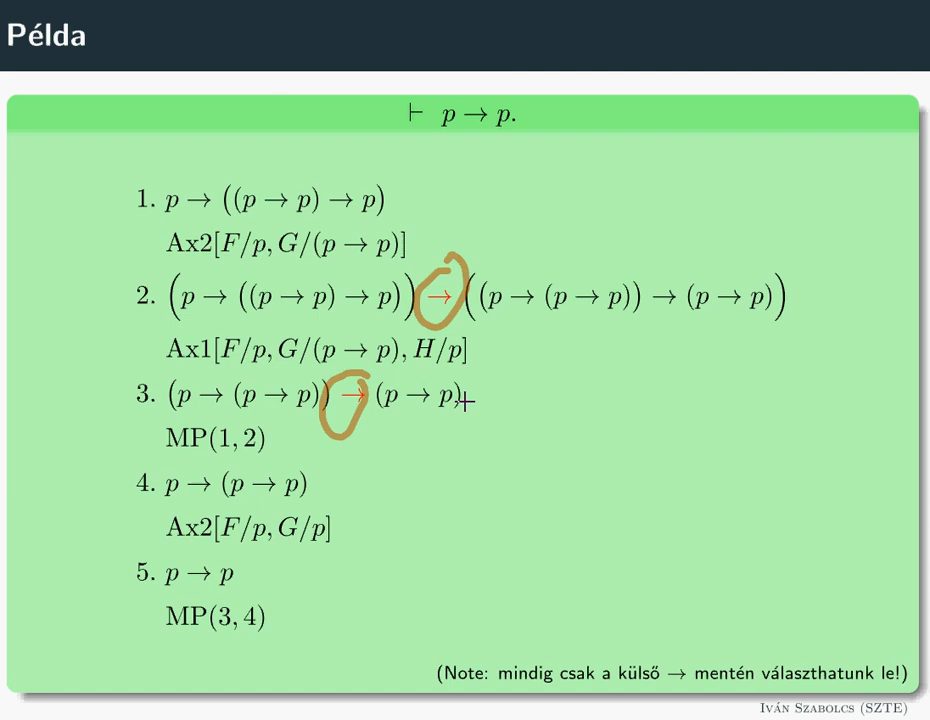 Példa
⊢ p → p.
1. p → ((p → p) → p)
Ax2[F/p, G/(p → p)]
2. (p → ((p → p) → p)) → ((p → (p → p)) → (p → p))
Ax1[F/p, G/(p → p), H/p]
3. (p → (p → p)) → (p → p)
MP(1, 2)
4. p → (p → p)
Ax2[F/p, G/p]
5. p → p
MP(3, 4)
(Note: mindig csak a külső → mentén választhatunk le!)
Iván Szabolcs (SZTE)